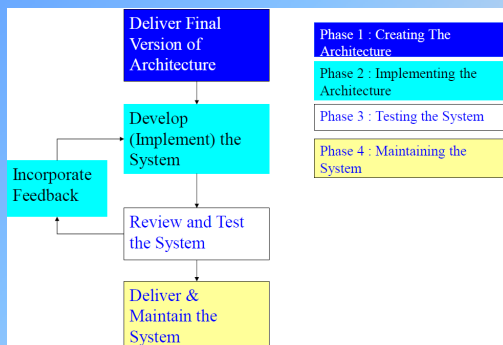 Deliver Final
Version of
Architecture
Develop
(Implement) the
System
Incorporate
Feedback
Review and Test
the System
Deliver &
Maintain the
System
Phase 1 : Creating The
Architecture
Phase 2 : Implementing the
Architecture
Phase 3 : Testing the System
Phase 4 : Maintaining the
System